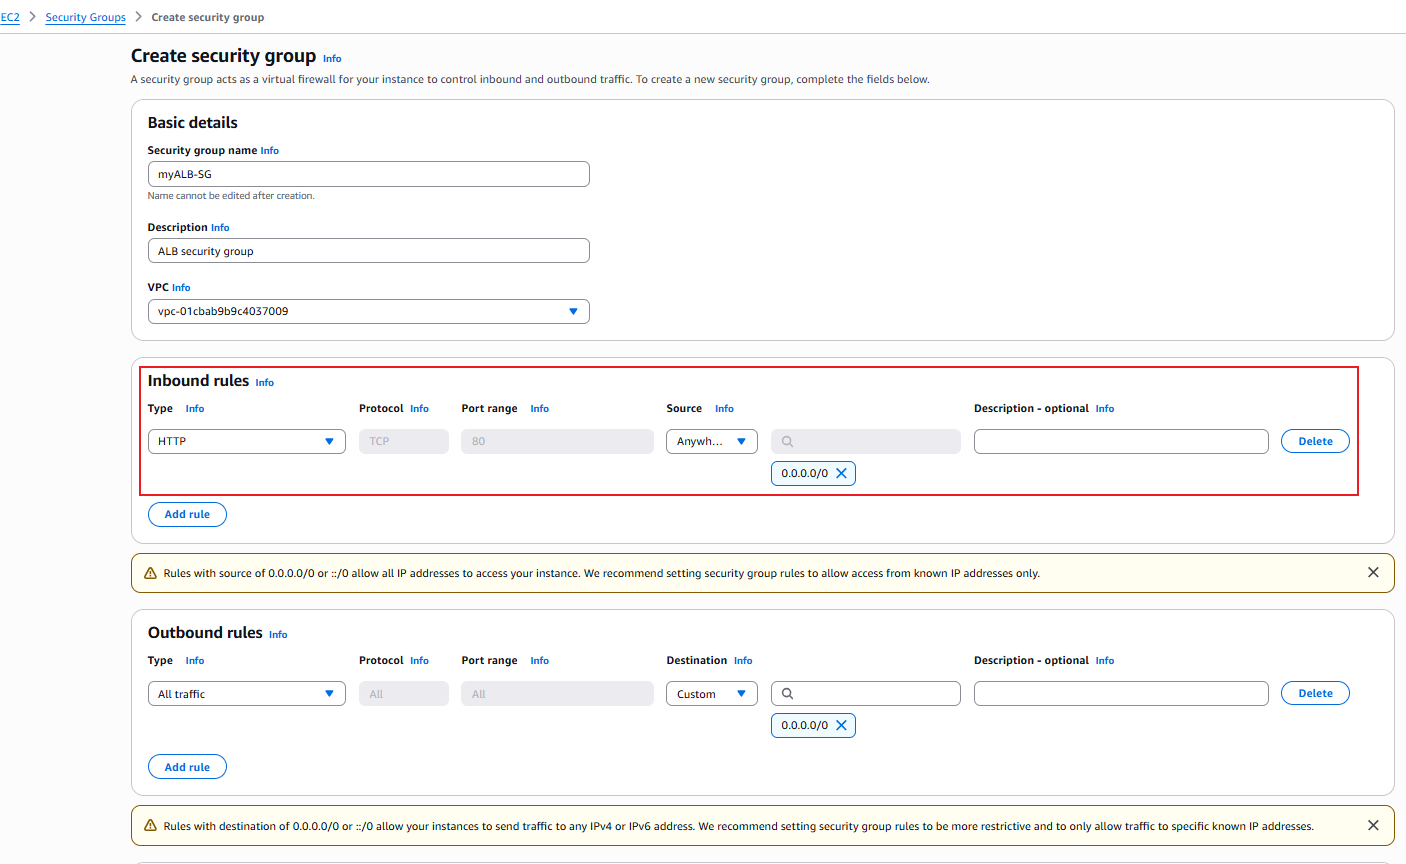 EC2 > Security Groups > Create security group
Create security group Info
A security group acts as a virtual firewall for your instance to control inbound and outbound traffic. To create a new security group, complete the fields below.
Basic details
Security group name Info
myALB-SG
Name cannot be edited after creation.
Description Info
ALB security group
VPC Info
vpc-01cbab9b9c4037009
Inbound rules Info
Type Info Protocol Info Port range Info Source Info Description - optional Info
HTTP TCP 80 Anywh... Delete
0.0.0.0/0
Add rule
Rules with source of 0.0.0.0/0 or ::/0 allow all IP addresses to access your instance. We recommend setting security group rules to allow access from known IP addresses only.
Outbound rules Info
Type Info Protocol Info Port range Info Destination Info Description - optional Info
All traffic All All Custom Delete
0.0.0.0/0
Add rule
Rules with destination of 0.0.0.0/0 or ::/0 allow your instances to send traffic to any IPv4 or IPv6 address. We recommend setting security group rules to be more restrictive and to only allow traffic to specific known IP addresses.